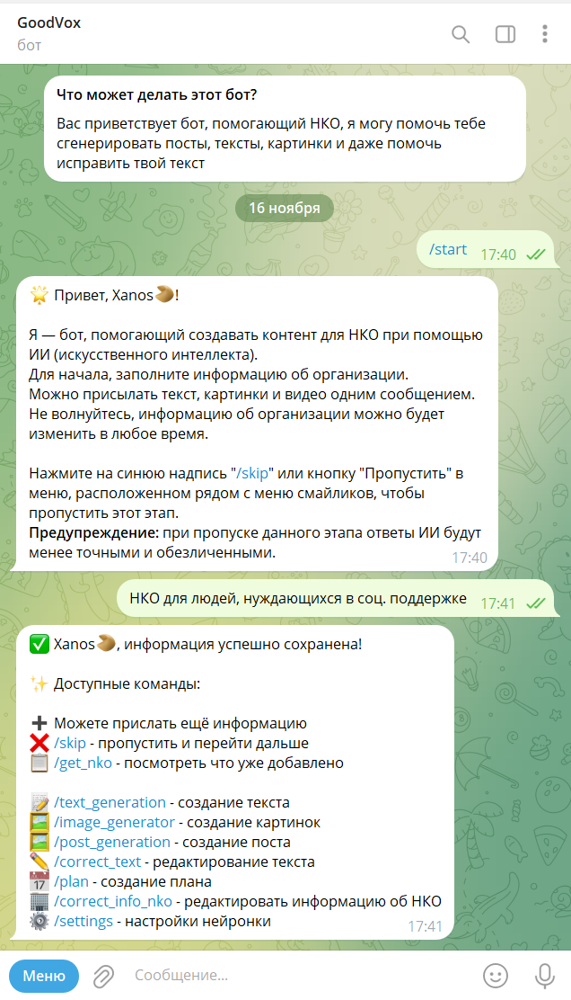 GoodVox
бот
Что может делать этот бот?
Вас приветствует бот, помогающий НКО, я могу помочь тебе
сгенерировать посты, тексты, картинки и даже помочь
исправить твой текст
16 ноября
/start 17:40
🌟 Привет, Xanos🥠!
Я — бот, помогающий создавать контент для НКО при помощью
ИИ (искусственного интеллекта).
Для начала, заполните информацию об организации.
Можно присылать текст, картинки и видео одним сообщением.
Не волнуйтесь, информацию об организации можно будет
изменить в любое время.
Нажмите на синюю надпись "/skip" или кнопку "Пропустить" в
меню, расположенном рядом с меню смайликов, чтобы
пропустить этот этап.
Предупреждение: при пропуске данного этапа ответы ИИ будут
менее точными и обезличенными. 17:40
НКО для людей, нуждающихся в соц. поддержке 17:41
✅ Xanos🥠, информация успешно сохранена!
✨ Доступные команды:
➕ Можете прислать ещё информацию
❌ /skip - пропустить и перейти дальше
📋 /get_nko - посмотреть что уже добавлено
📝 /text_generation - создание текста
🖼 /image_generator - создание картинок
🖼 /post_generation - создание поста
✏️ /correct_text - редактирование текста
📅 /plan - создание плана
🏢 /correct_info_nko - редактировать информацию об НКО
⚙️ /settings - настройки нейронки 17:41
Меню Сообщение...